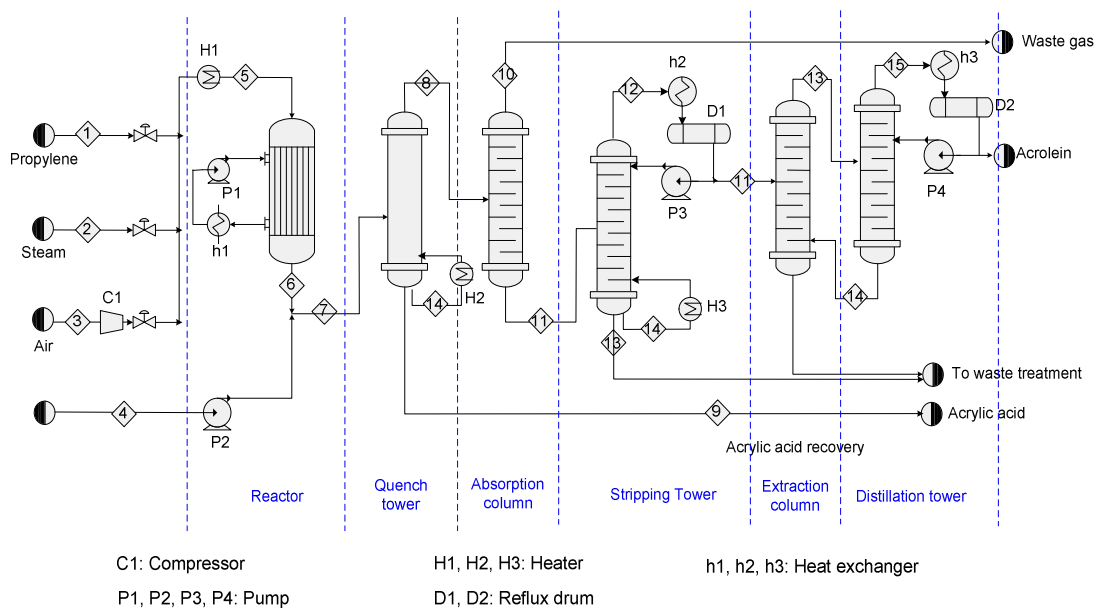 H1
5
8
10
Waste gas
12
h2
13
15
h3
D1
D2
1
Propylene
P1
Acrolein
P4
11
P3
2
Steam
h1
C1
3
Air
6
7
14
H2
11
14
H3
13
14
To waste treatment
4
P2
9
Acrylic acid
Acrylic acid recovery
Reactor
Quench
tower
Absorption
column
Stripping Tower
Extraction
column
Distillation tower
C1: Compressor
H1, H2, H3: Heater
h1, h2, h3: Heat exchanger
P1, P2, P3, P4: Pump
D1, D2: Reflux drum